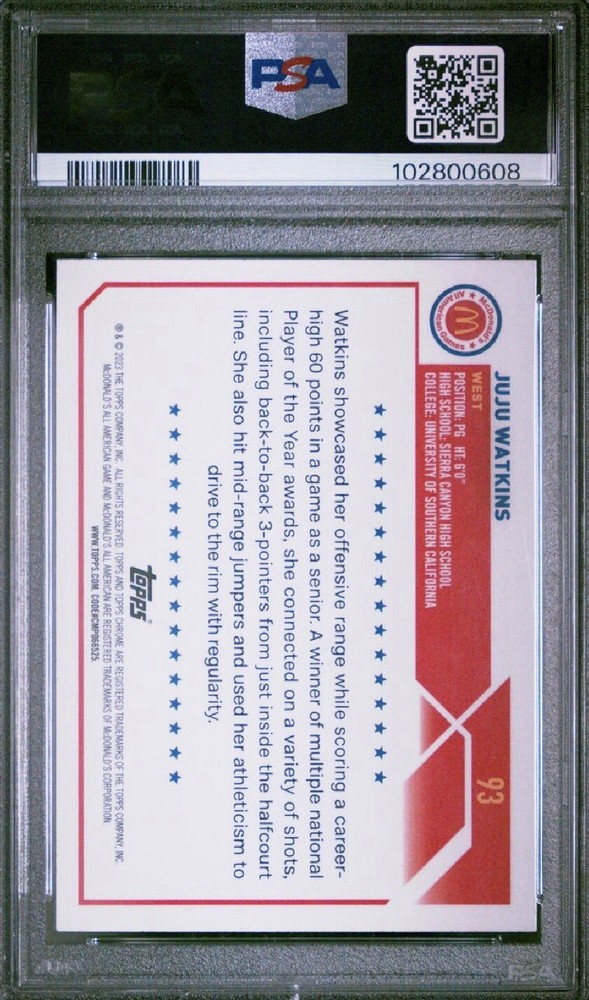 PSA
102800608
McDonald's
All American Games
JUJU WATKINS
WEST
POSITION: PG HT: 6'0"
HIGH SCHOOL: SIERRA CANYON HIGH SCHOOL
COLLEGE: UNIVERSITY OF SOUTHERN CALIFORNIA
93
Watkins showcased her offensive range while scoring a career-
high 60 points in a game as a senior. A winner of multiple national
Player of the Year awards, she connected on a variety of shots,
including back-to-back 3-pointers from just inside the halfcourt
line. She also hit mid-range jumpers and used her athleticism to
drive to the rim with regularity.
topps®
® & © 2023 THE TOPPS COMPANY, INC. ALL RIGHTS RESERVED. TOPPS AND TOPPS CHROME ARE REGISTERED TRADEMARKS OF THE TOPPS COMPANY, INC.
McDONALD'S ALL AMERICAN GAME AND McDONALD'S ALL AMERICAN ARE REGISTERED TRADEMARKS OF McDONALD'S CORPORATION.
WWW.TOPPS.COM. CODE#CMP066525
PSA